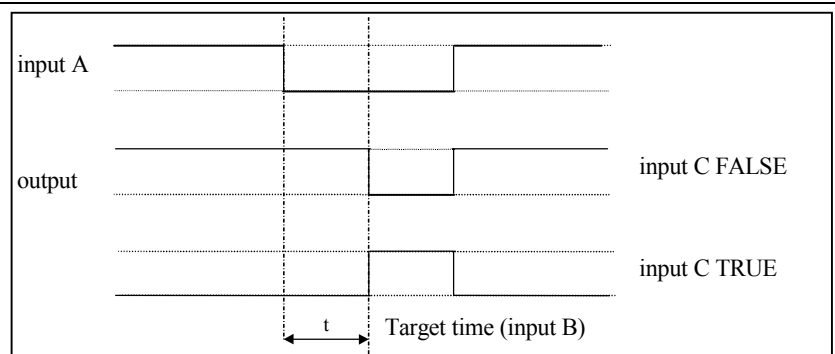 input A
input C FALSE
output
input C TRUE
t
Target time (input B)